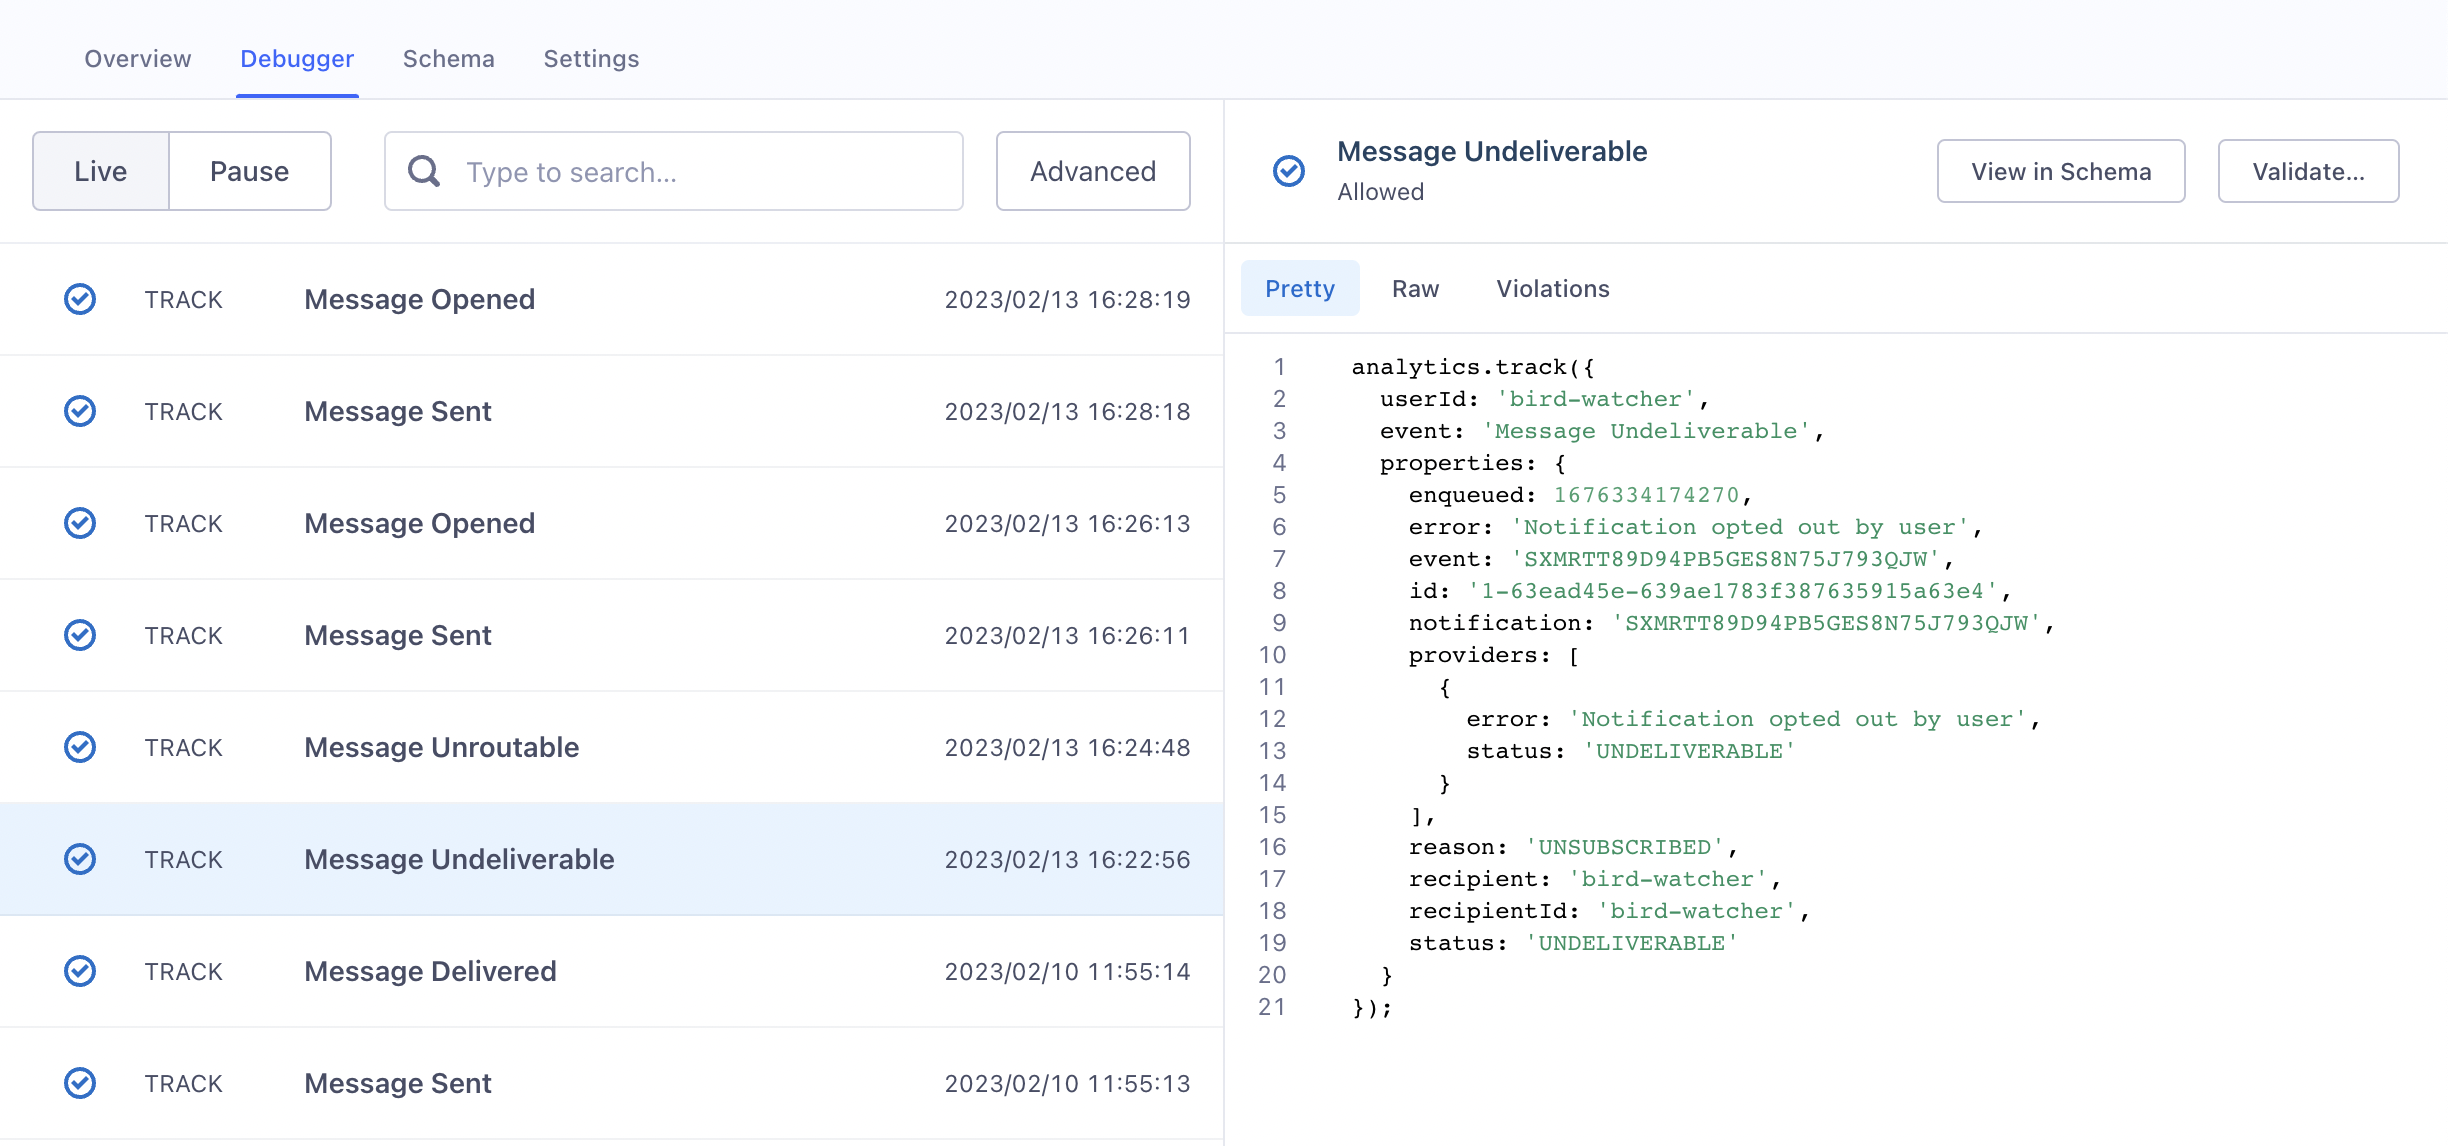 Overview Debugger Schema Settings
Live Pause Type to search... Advanced
TRACK Message Opened 2023/02/13 16:28:19
TRACK Message Sent 2023/02/13 16:28:18
TRACK Message Opened 2023/02/13 16:26:13
TRACK Message Sent 2023/02/13 16:26:11
TRACK Message Unroutable 2023/02/13 16:24:48
TRACK Message Undeliverable 2023/02/13 16:22:56
TRACK Message Delivered 2023/02/10 11:55:14
TRACK Message Sent 2023/02/10 11:55:13
Message Undeliverable
Allowed
View in Schema Validate...
Pretty Raw Violations
1 analytics.track({
2 userId: 'bird-watcher',
3 event: 'Message Undeliverable',
4 properties: {
5 enqueued: 1676334174270,
6 error: 'Notification opted out by user',
7 event: 'SXMRTT89D94PB5GES8N75J793QJW',
8 id: '1-63ead45e-639ae1783f387635915a63e4',
9 notification: 'SXMRTT89D94PB5GES8N75J793QJW',
10 providers: [
11 {
12 error: 'Notification opted out by user',
13 status: 'UNDELIVERABLE'
14 }
15 ],
16 reason: 'UNSUBSCRIBED',
17 recipient: 'bird-watcher',
18 recipientId: 'bird-watcher',
19 status: 'UNDELIVERABLE'
20 }
21 });